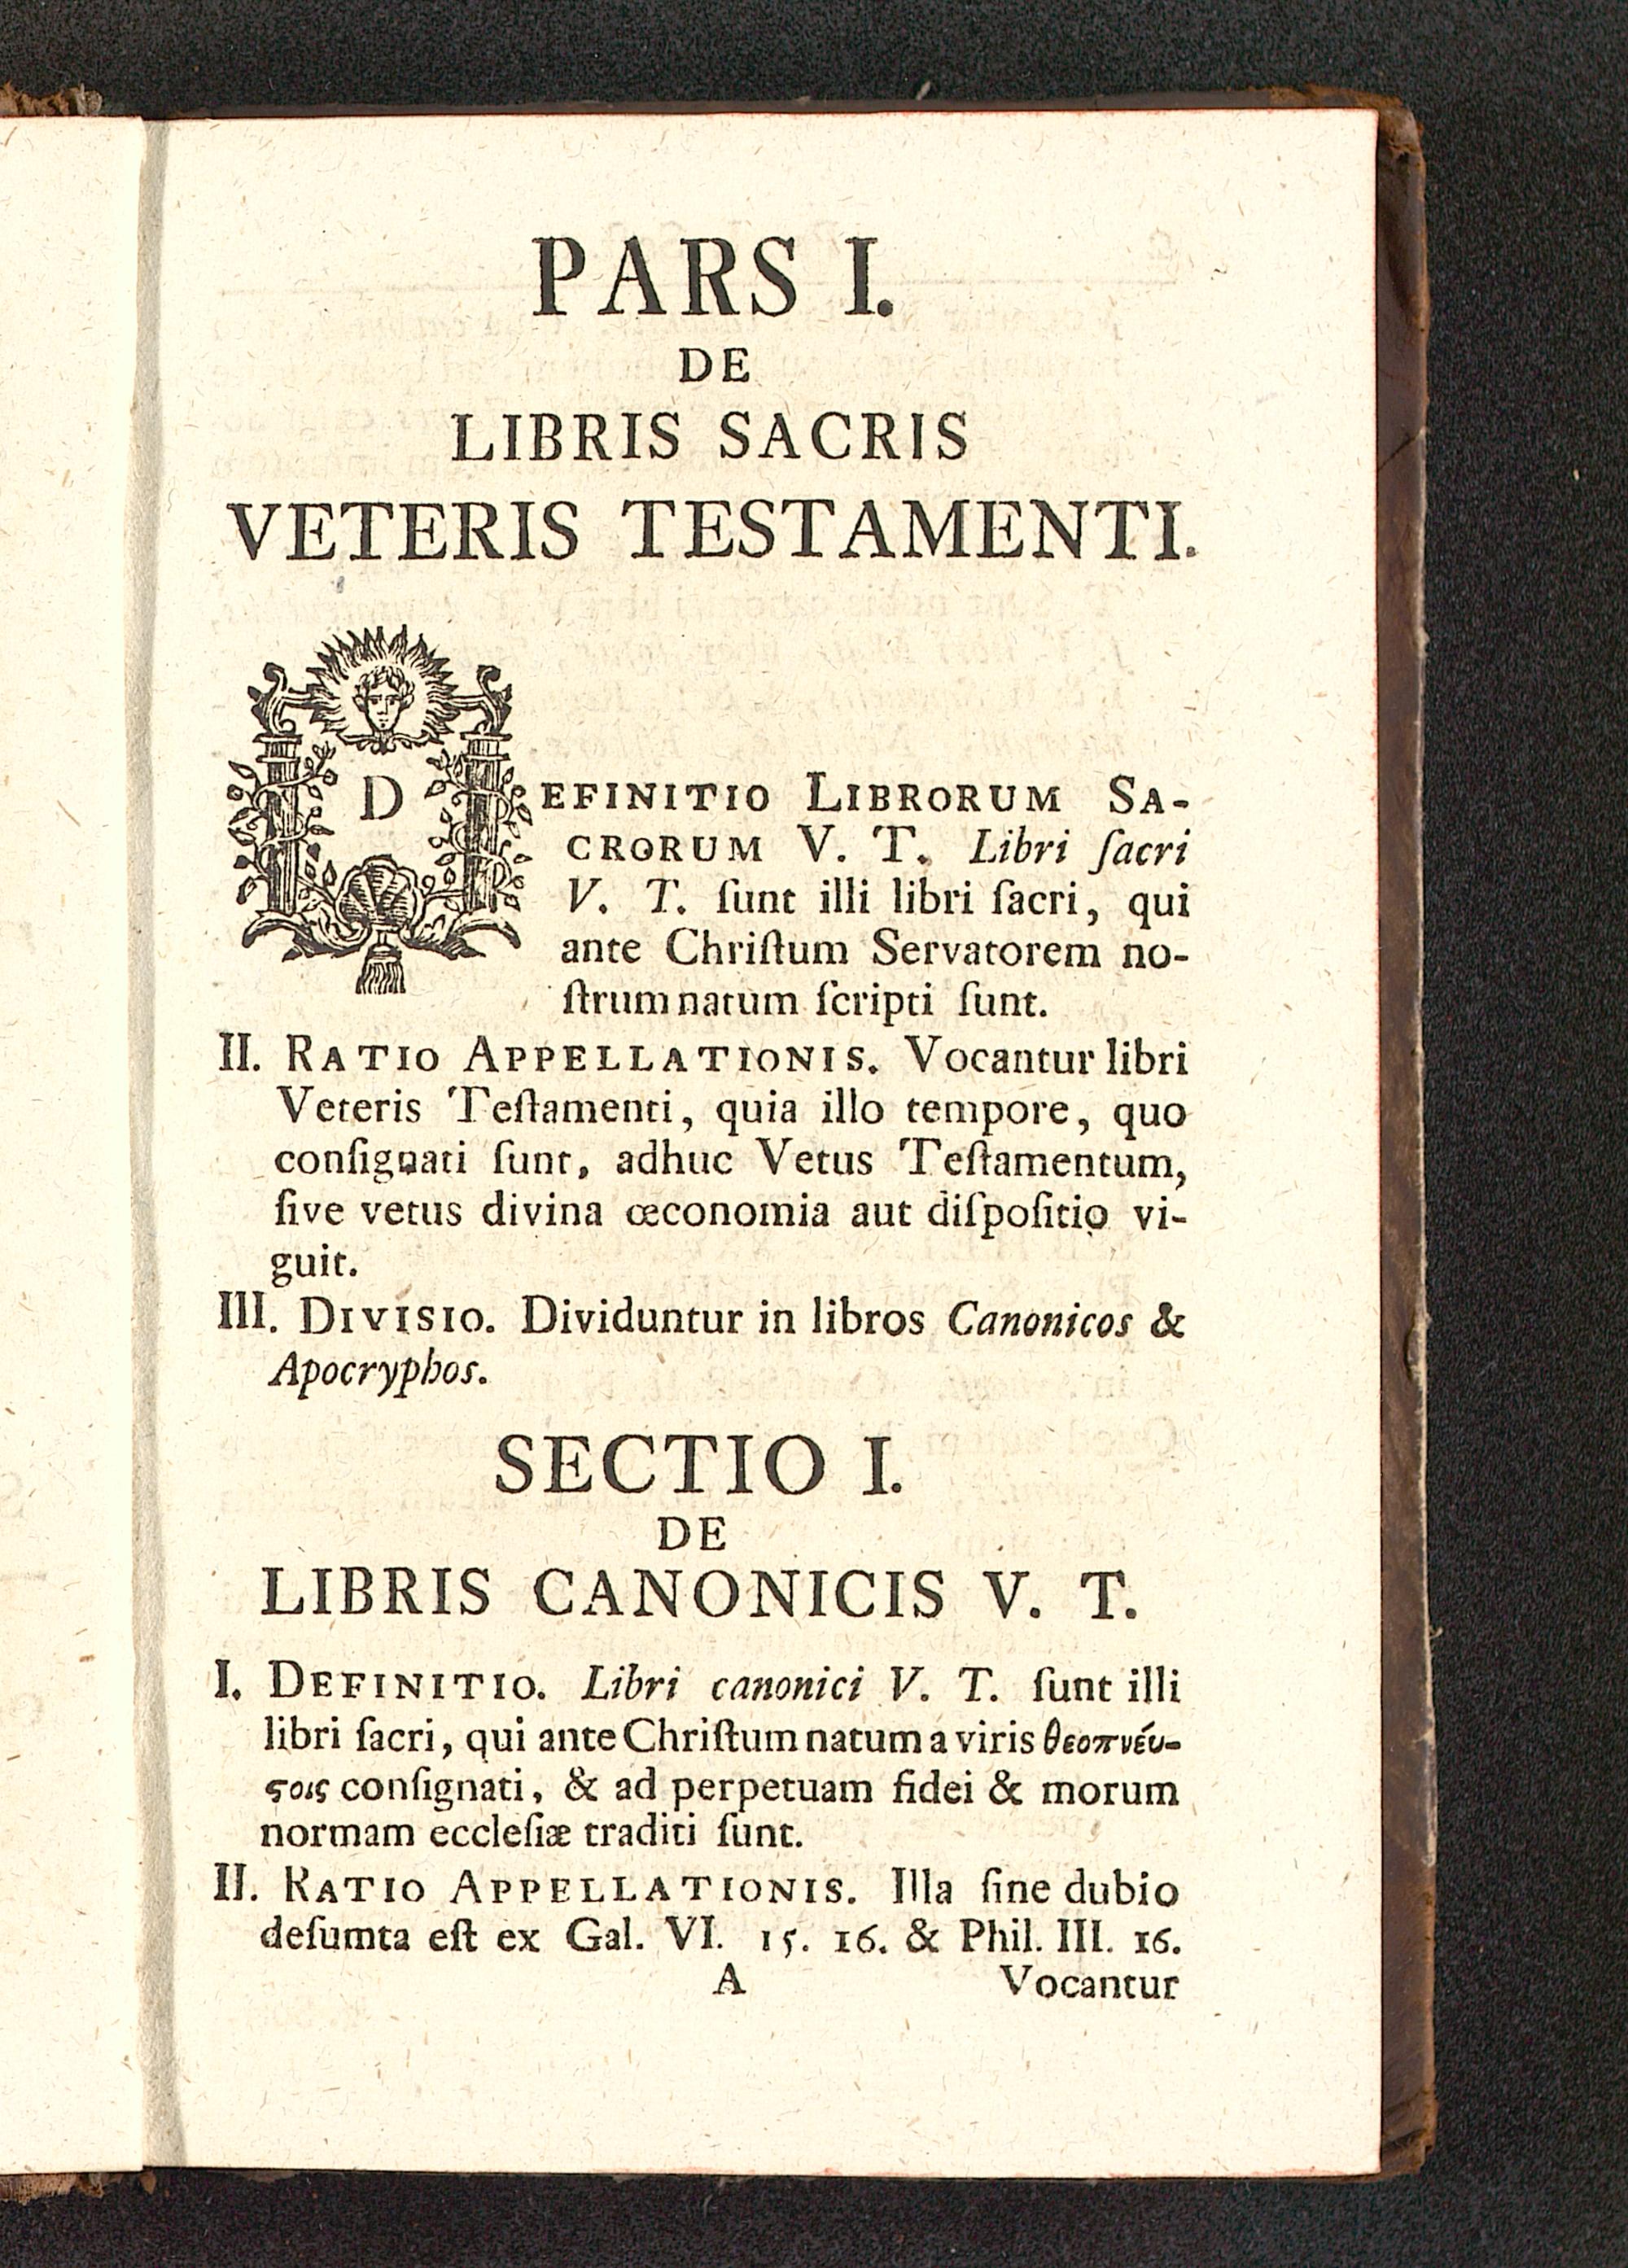 PARS I.
DE
LIBRIS SACRIS
VETERIS TESTAMENTI.
DEFINITIO LIBRORUM SA-
CRORUM V. T. Libri ſacri
V. T. ſunt illi libri ſacri, qui
ante Chriſtum Servatorem no-
ſtrum natum ſcripti ſunt.
II. RATIO APPELLATIONIS. Vocantur libri
Veteris Teſtamenti, quia illo tempore, quo
conſignati ſunt, adhuc Vetus Teſtamentum,
ſive vetus divina œconomia aut diſpoſitio vi-
guit.
III. DIVISIO. Dividuntur in libros Canonicos &
Apocryphos.
SECTIO I.
DE
LIBRIS CANONICIS V. T.
I. DEFINITIO. Libri canonici V. T. ſunt illi
libri ſacri, qui ante Chriſtum natum a viris θεοπνέυ-
ϛοις conſignati, & ad perpetuam fidei & morum
normam eccleſiæ traditi ſunt.
II. RATIO APPELLATIONIS. Illa ſine dubio
deſumta eſt ex Gal. VI. 15. 16. & Phil. III. 16.
A Vocantur